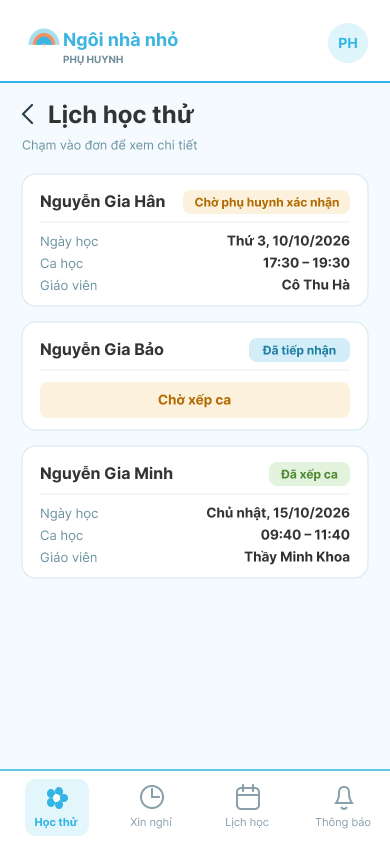 Ngôi nhà nhỏ
PHỤ HUYNH
PH
Lịch học thử
Chạm vào đơn để xem chi tiết
Nguyễn Gia Hân Chờ phụ huynh xác nhận
Ngày học Thứ 3, 10/10/2026
Ca học 17:30 – 19:30
Giáo viên Cô Thu Hà
Nguyễn Gia Bảo Đã tiếp nhận
Chờ xếp ca
Nguyễn Gia Minh Đã xếp ca
Ngày học Chủ nhật, 15/10/2026
Ca học 09:40 – 11:40
Giáo viên Thầy Minh Khoa
Học thử Xin nghỉ Lịch học Thông báo